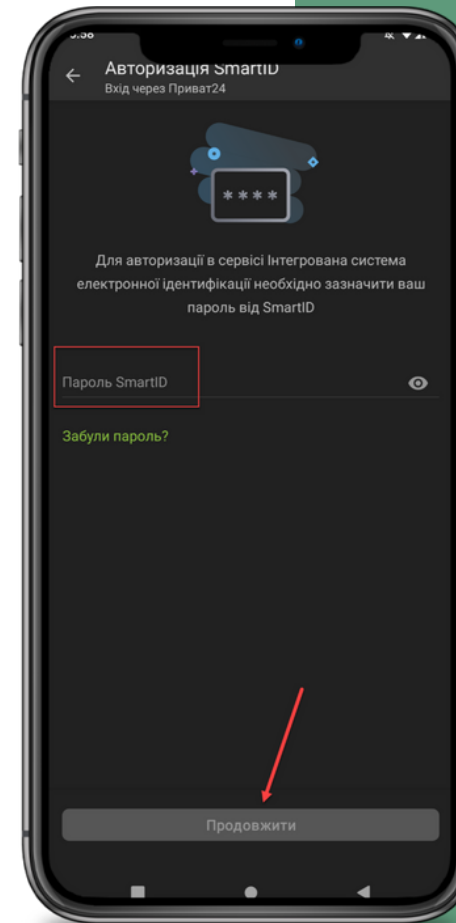 Авторизація SmartID
Вхід через Приват24
* * * *
Для авторизації в сервісі Інтегрована система
електронної ідентифікації необхідно зазначити ваш
пароль від SmartID
Пароль SmartID
Забули пароль?
Продовжити